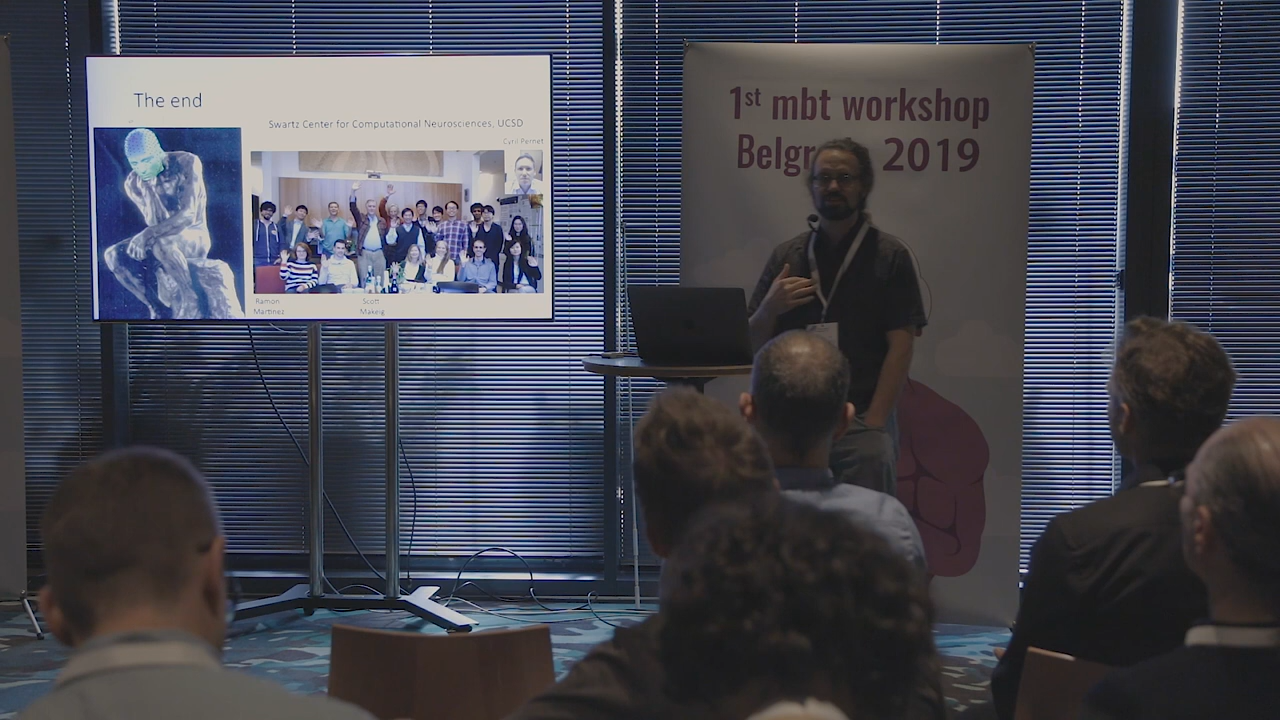 The end
Swartz Center for Computational Neurosciences, UCSD
Cyril Pernet
Ramon
Martinez
Scott
Makeig
1st mbt workshop
2019